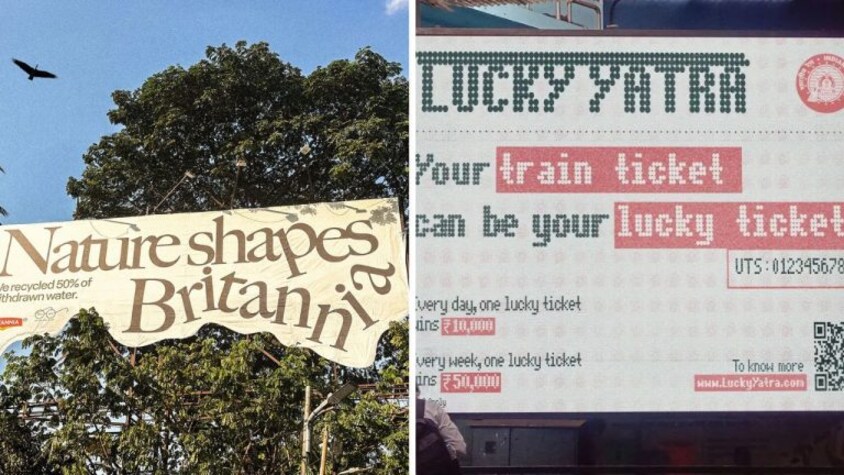 Nature shapes
Britannia
We recycled 50% of
withdrawn water.
LUCKY YATRA
Your train ticket
can be your lucky ticket
UTS:012345678
Every day, one lucky ticket
wins ₹10,000
Every week, one lucky ticket
wins ₹50,000
To know more
www.LuckyYatra.com